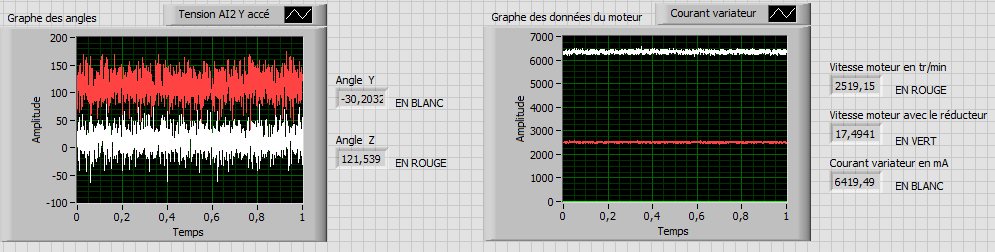 Graphe des angles
Tension AI2 Y accé
200
150
100
50
0
-50
-100
Amplitude
0
0,2
0,4
0,6
0,8
1
Temps
Angle Y
-30,2032
EN BLANC
Angle Z
121,539
EN ROUGE
Graphe des données du moteur
Courant variateur
7000
6000
5000
4000
3000
2000
1000
0
Amplitude
0
0,2
0,4
0,6
0,8
1
Temps
Vitesse moteur en tr/min
2519,15
EN ROUGE
Vitesse moteur avec le réducteur
17,4941
EN VERT
Courant variateur en mA
6419,49
EN BLANC